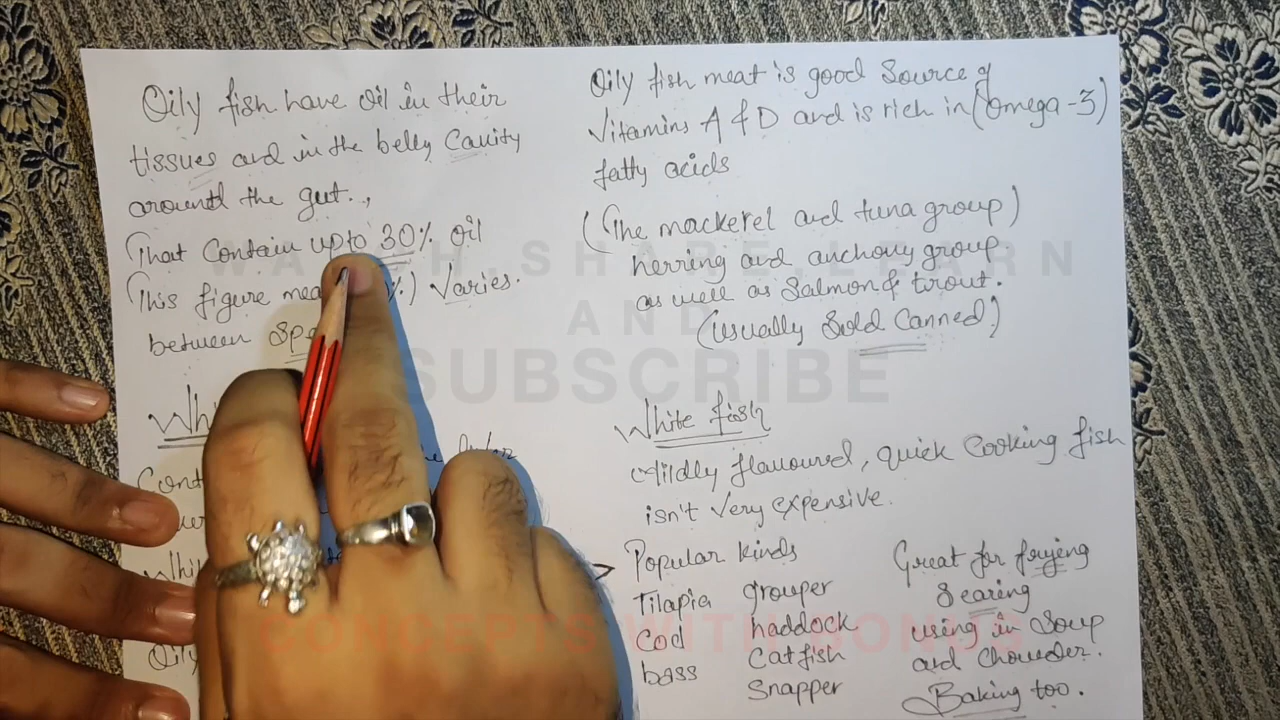 Oily fish have oil in their
tissues and in the belly Cavity
around the gut..,
(That contain upto 30% oil
(This figure %) Varies.
between
Oily fish meat is good source of
Vitamins A & D and is rich in (Omega-3)
fatty acids
(The mackerel and tuna group)
herring and anchovy group
as well as Salmon & trout.
(usually Sold Canned)
White fish
Mildly flavoured, quick cooking fish
isn't very expensive.
Popular kinds
Tilapia grouper
Cod haddock
bass Catfish
Snapper
Great for frying
Searing
using in Soup
and Chowder.
Baking too.
WATCH, SHARE, LEARN
AND
SUBSCRIBE
CONCEPTS WITH